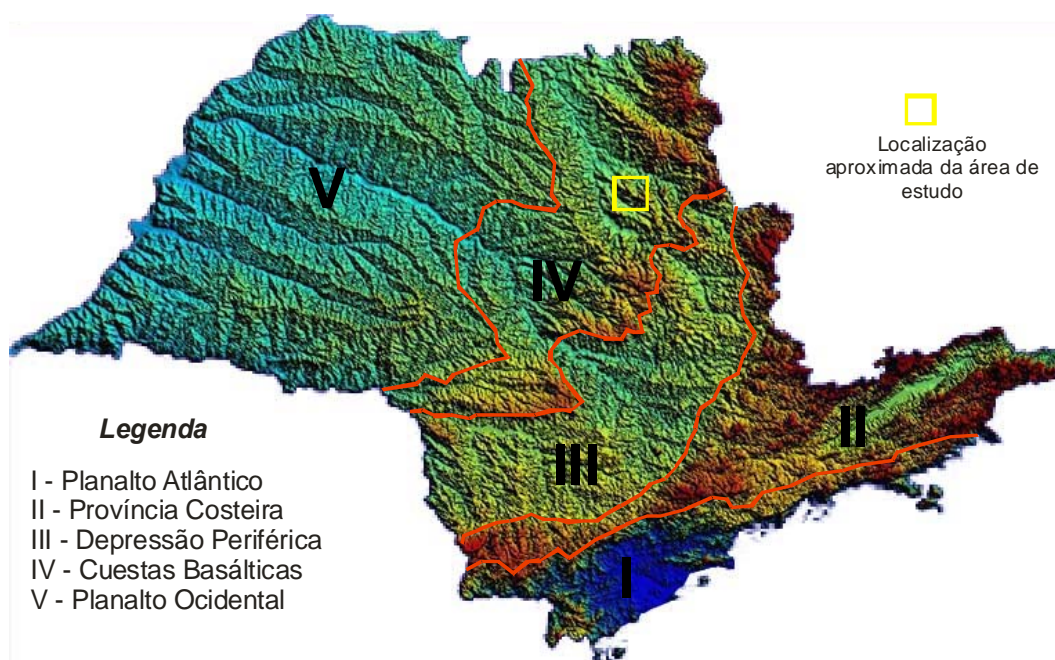 V
IV
III
II
I
Localização
aproximada da área de
estudo
Legenda
I - Planalto Atlântico
II - Província Costeira
III - Depressão Periférica
IV - Cuestas Basálticas
V - Planalto Ocidental